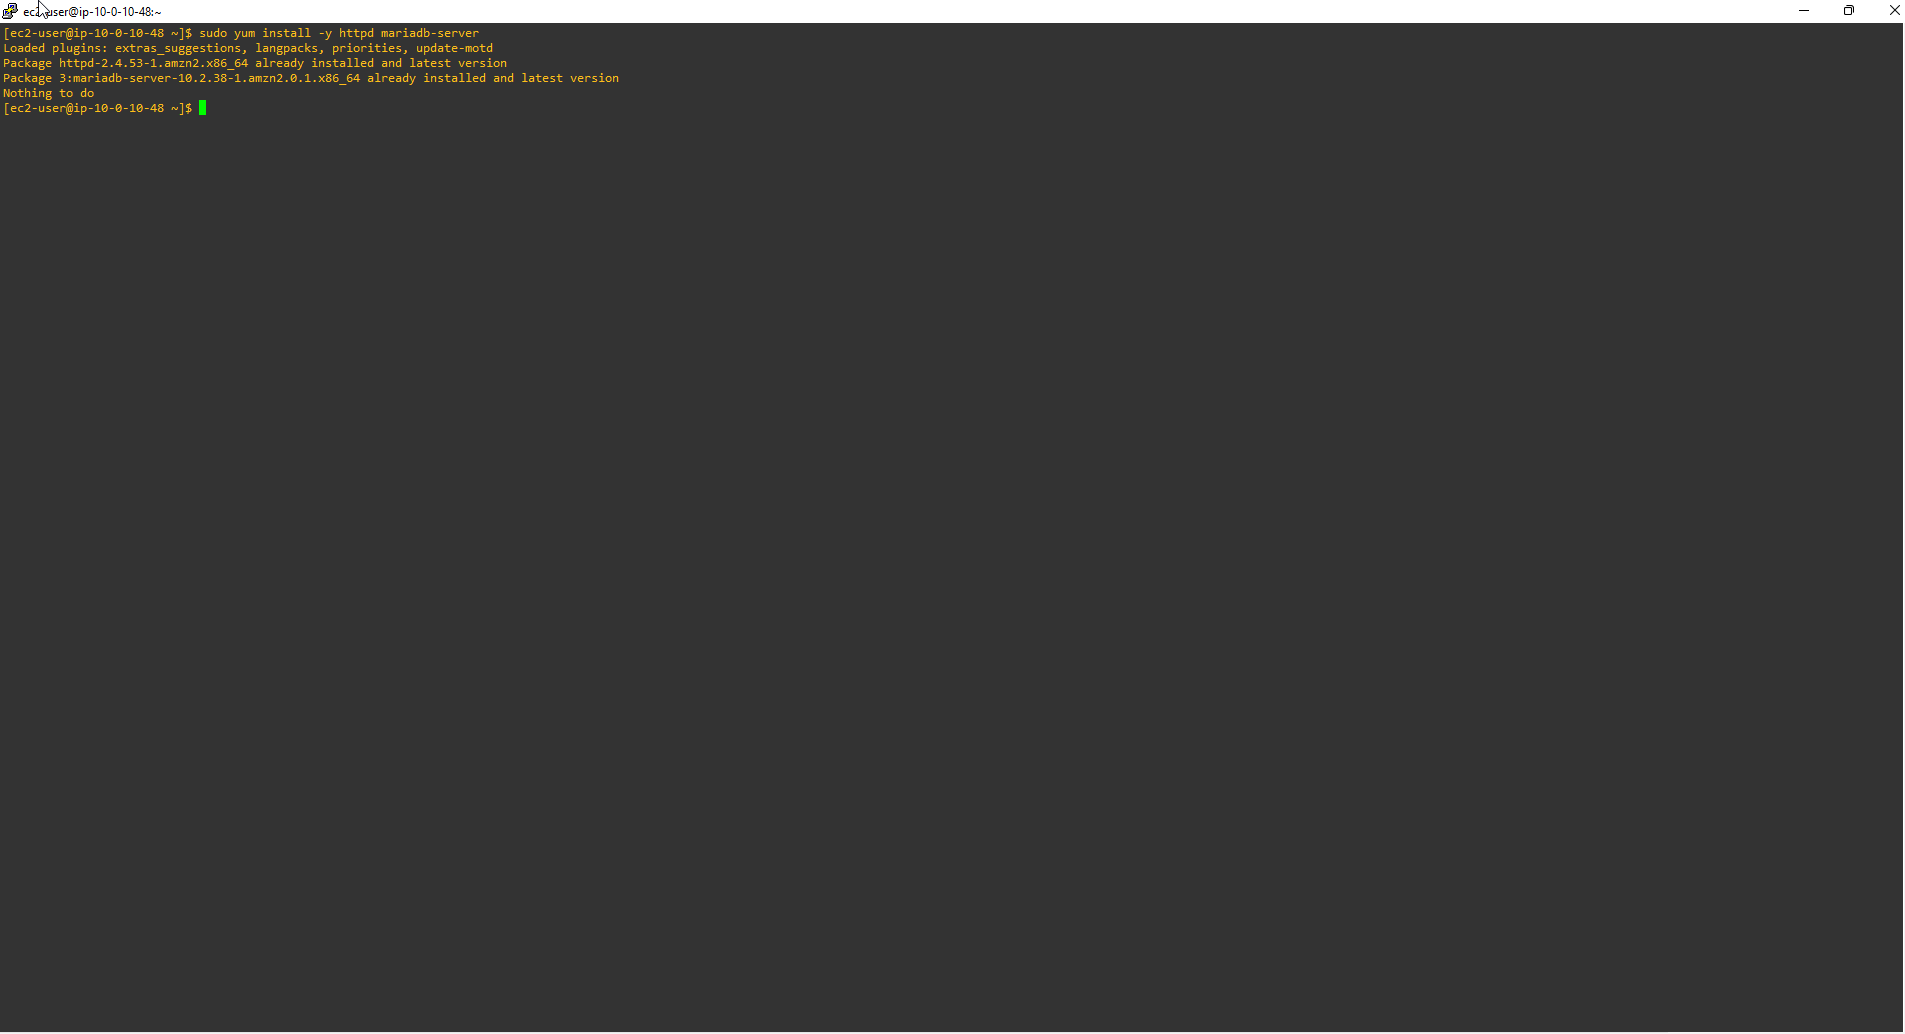 ec2-user@ip-10-0-10-48:~
[ec2-user@ip-10-0-10-48 ~]$ sudo yum install -y httpd mariadb-server
Loaded plugins: extras_suggestions, langpacks, priorities, update-motd
Package httpd-2.4.53-1.amzn2.x86_64 already installed and latest version
Package 3:mariadb-server-10.2.38-1.amzn2.0.1.x86_64 already installed and latest version
Nothing to do
[ec2-user@ip-10-0-10-48 ~]$